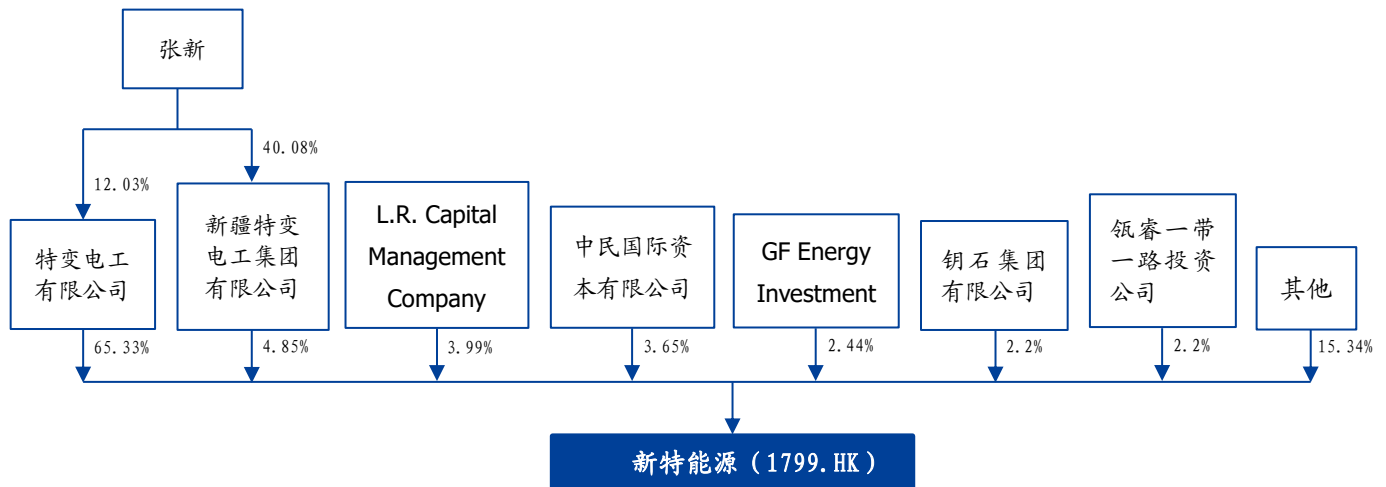 张新
40.08%
12.03%
特变电工
有限公司
新疆特变
电工集团
有限公司
L.R. Capital
Management
Company
中民国际资
本有限公司
GF Energy
Investment
钥石集团
有限公司
瓴睿一带
一路投资
公司
其他
65.33%
4.85%
3.99%
3.65%
2.44%
2.2%
2.2%
15.34%
新特能源（1799.HK）